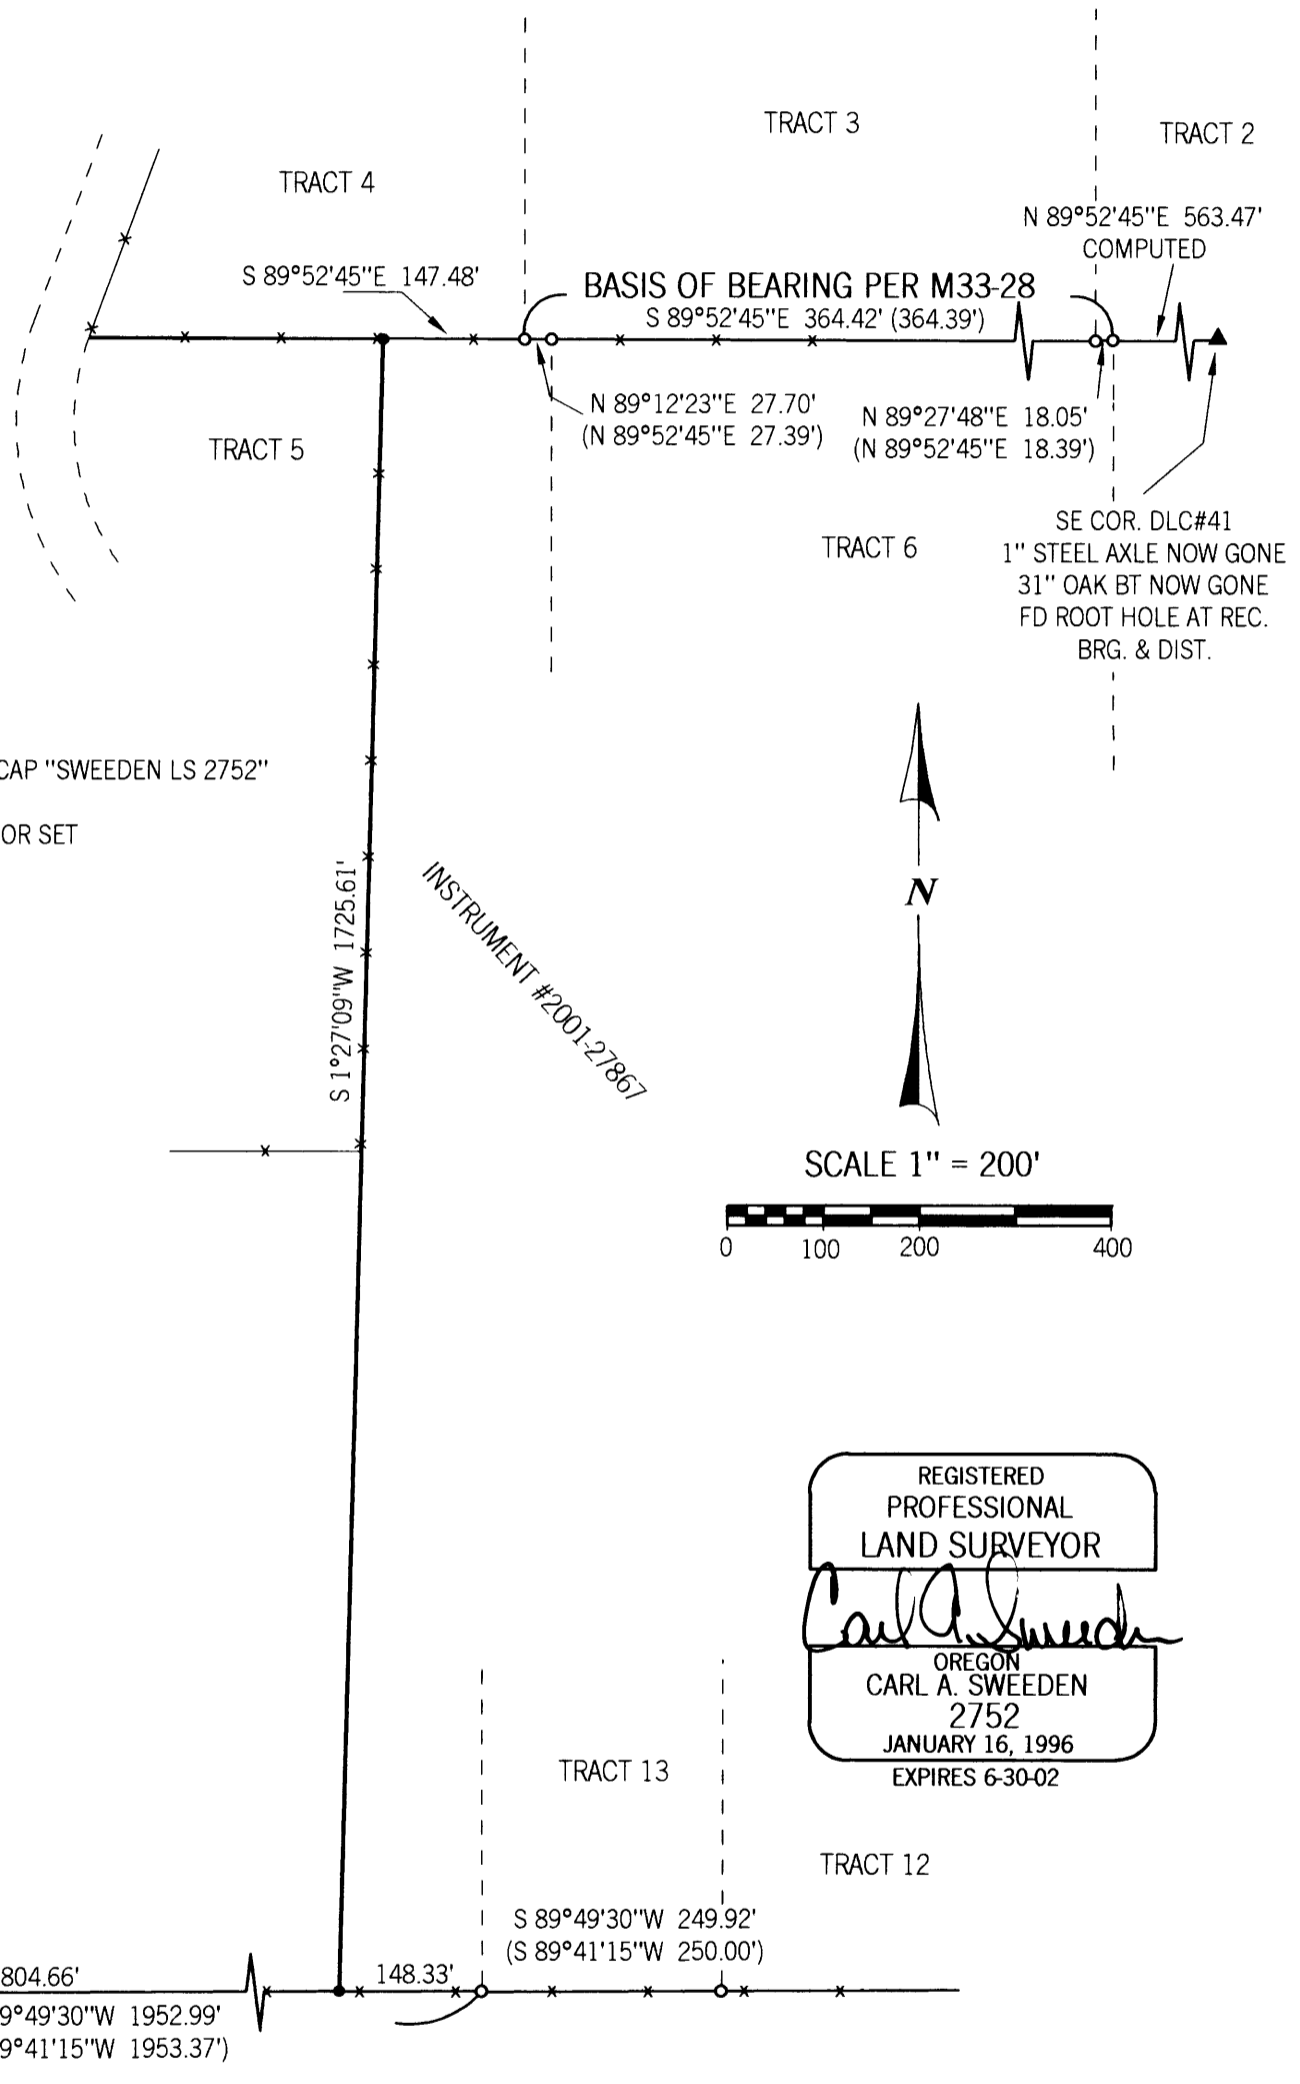 TRACT 3
TRACT 2
TRACT 4
N 89°52'45"E 563.47'
COMPUTED
S 89°52'45"E 147.48'
BASIS OF BEARING PER M33-28
S 89°52'45"E 364.42' (364.39')
N 89°12'23"E 27.70'
(N 89°52'45"E 27.39')
N 89°27'48"E 18.05'
(N 89°52'45"E 18.39')
TRACT 5
TRACT 6
SE COR. DLC#41
1" STEEL AXLE NOW GONE
31" OAK BT NOW GONE
FD ROOT HOLE AT REC.
BRG. & DIST.
CAP "SWEEDEN LS 2752"
OR SET
S 1°27'09"W 1725.61'
INSTRUMENT #2001-27867
N
SCALE 1" = 200'
0 100 200 400
REGISTERED
PROFESSIONAL
LAND SURVEYOR
Carl A. Sweeden
OREGON
CARL A. SWEEDEN
2752
JANUARY 16, 1996
EXPIRES 6-30-02
TRACT 13
TRACT 12
S 89°49'30"W 249.92'
(S 89°41'15"W 250.00')
804.66'
148.33'
9°49'30"W 1952.99'
9°41'15"W 1953.37')